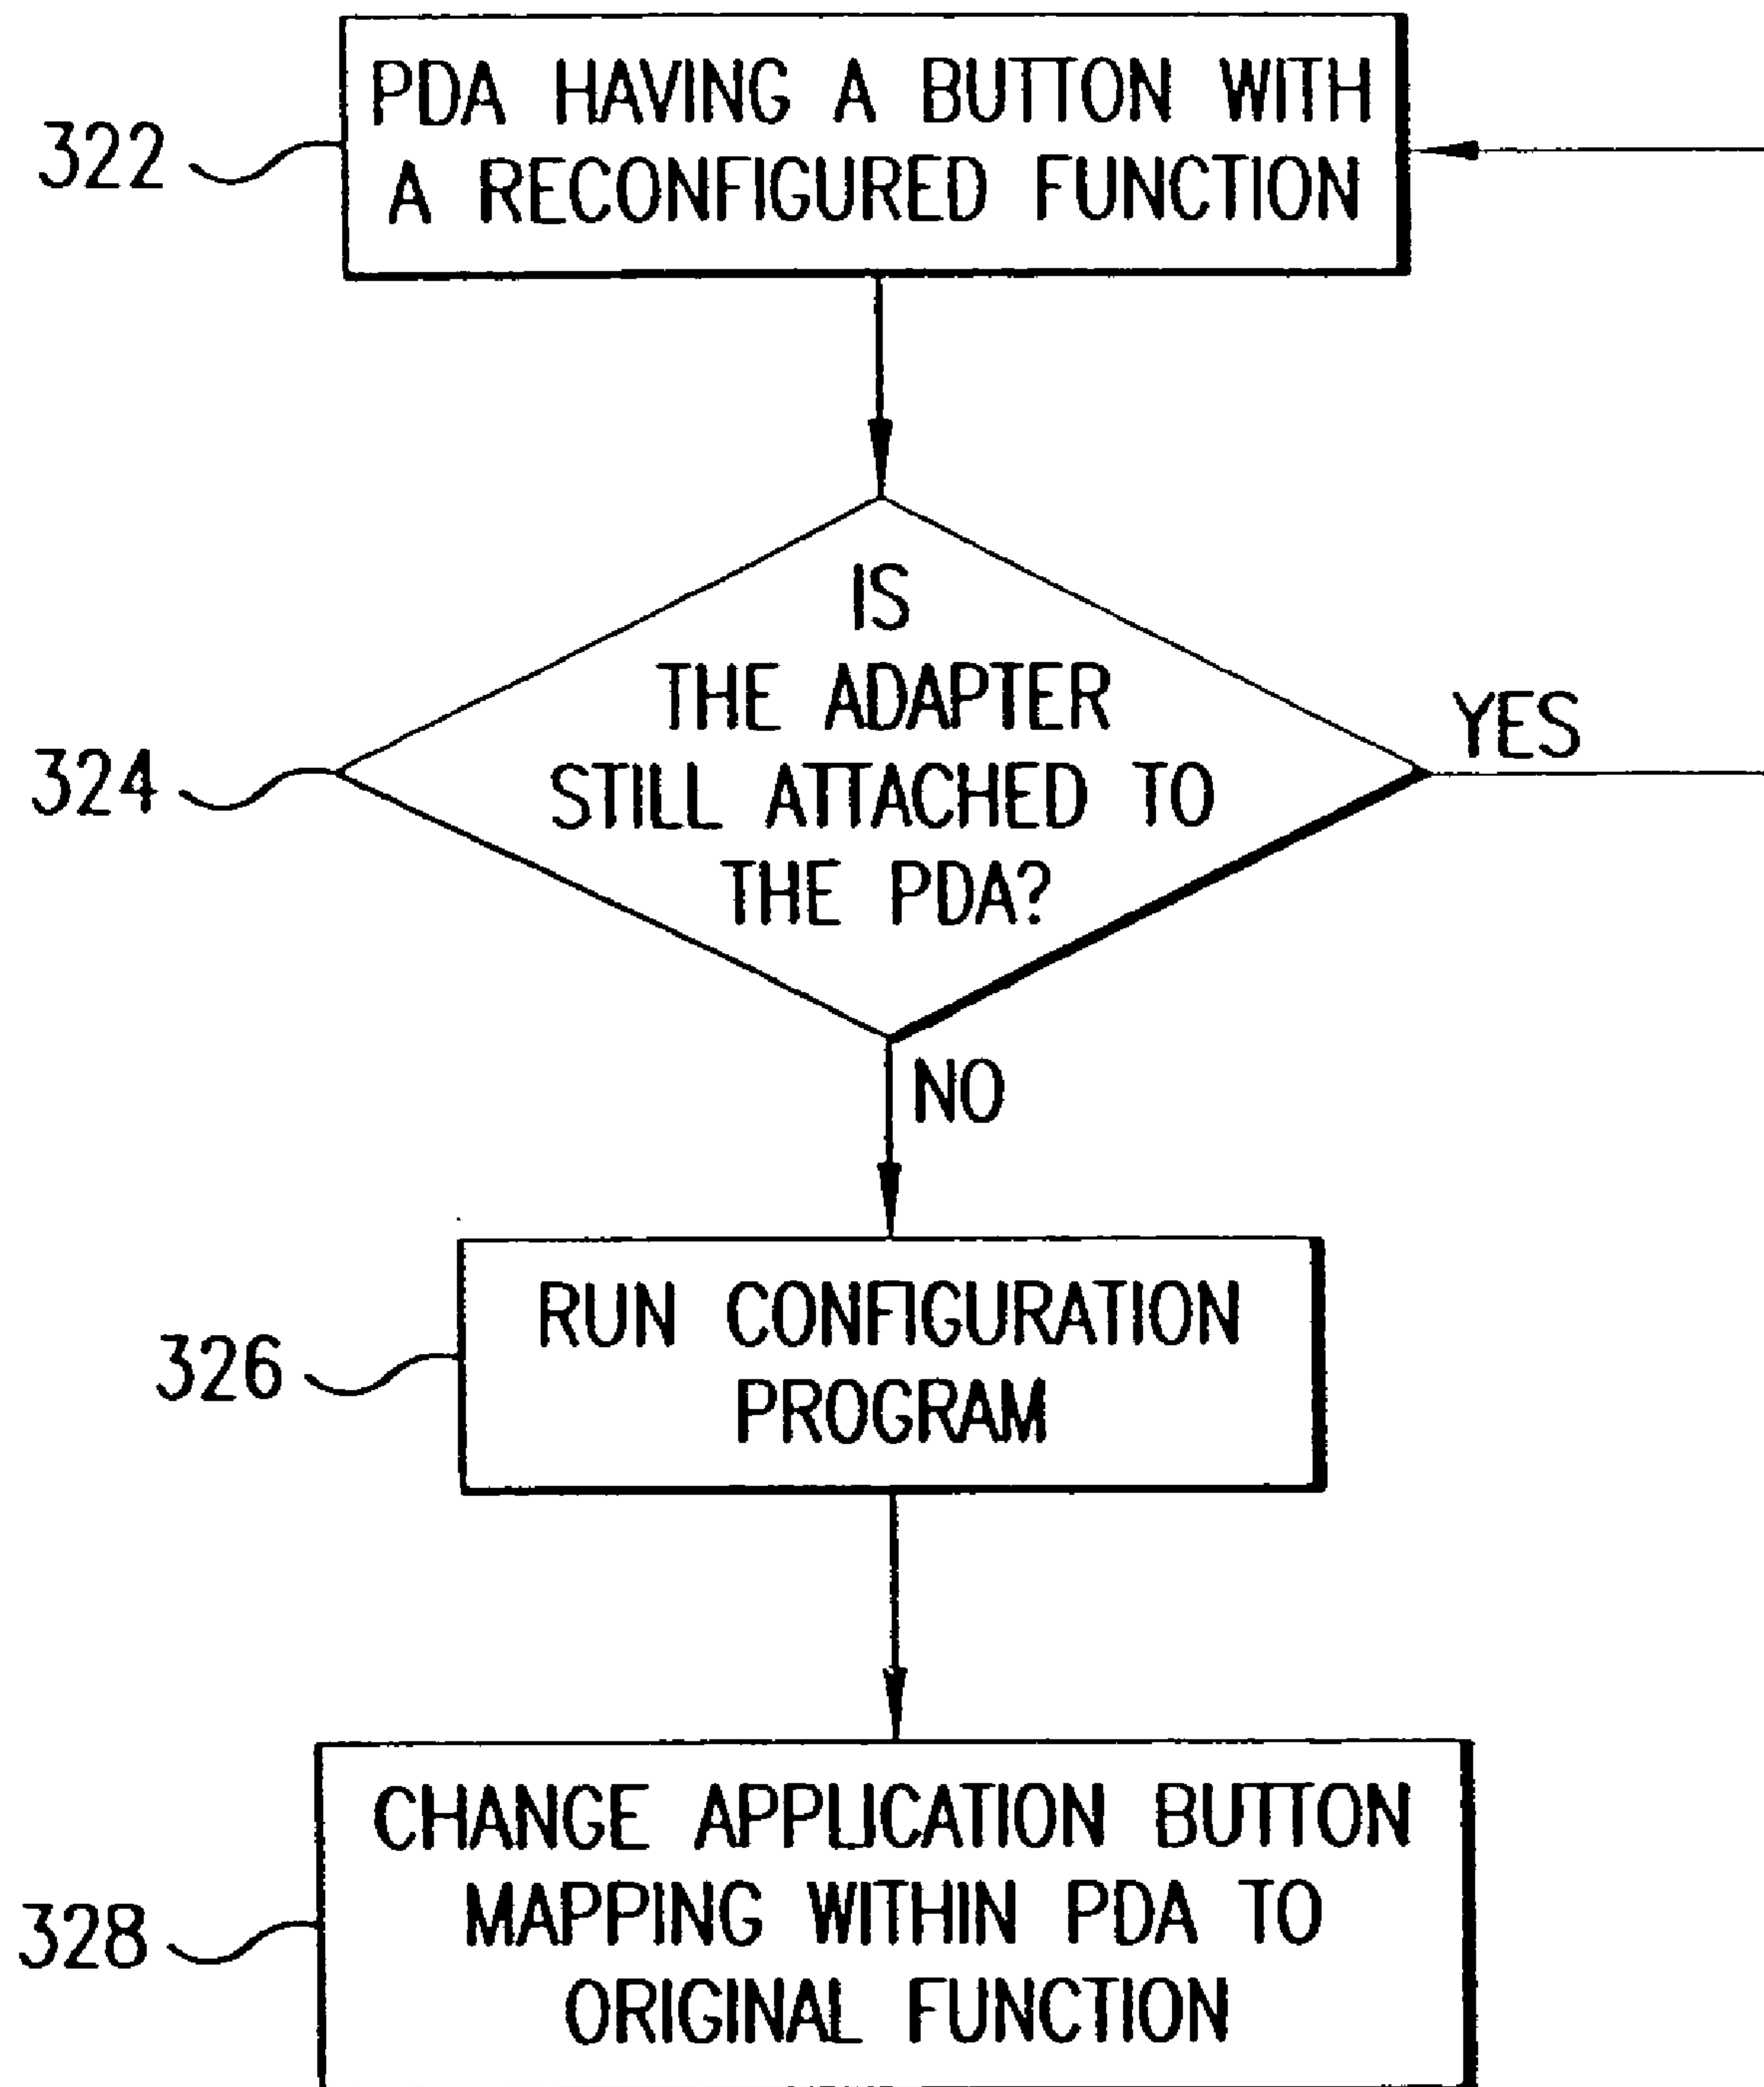 322
PDA HAVING A BUTTON WITH
A RECONFIGURED FUNCTION
324
IS
THE ADAPTER
STILL ATTACHED TO
THE PDA?
YES
NO
326
RUN CONFIGURATION
PROGRAM
328
CHANGE APPLICATION BUTTON
MAPPING WITHIN PDA TO
ORIGINAL FUNCTION